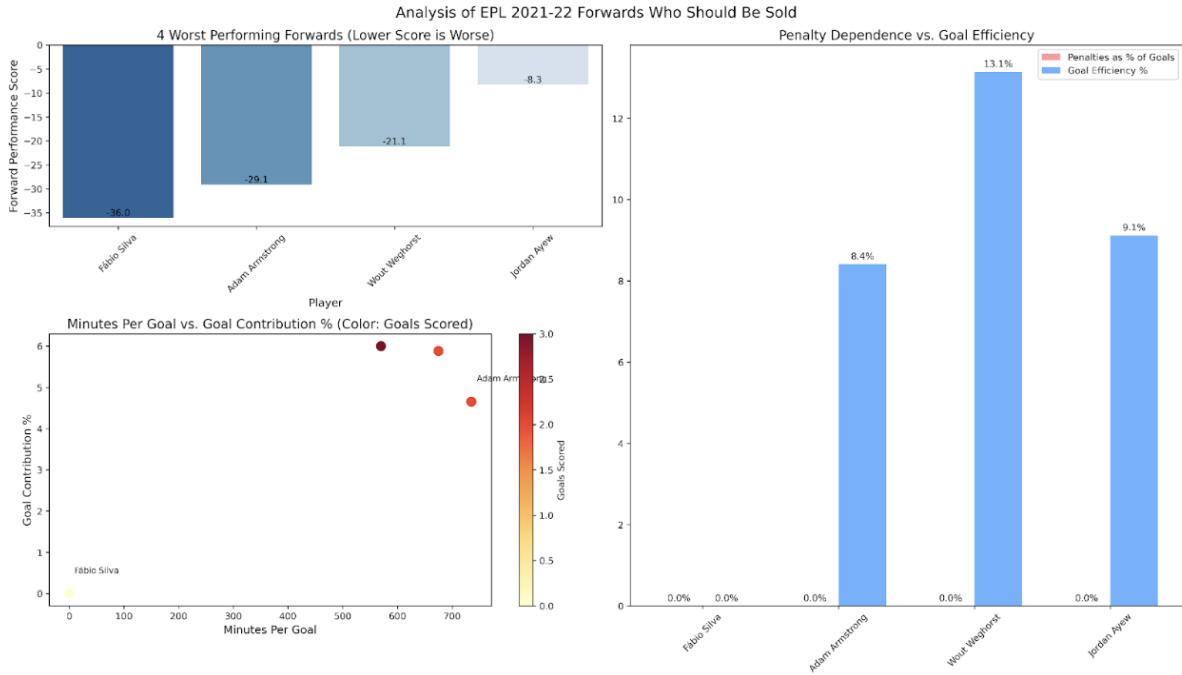 Analysis of EPL 2021-22 Forwards Who Should Be Sold
4 Worst Performing Forwards (Lower Score is Worse)
Forward Performance Score
0
−5
−10
−15
−20
−25
−30
−35
-36.0
-29.1
-21.1
-8.3
Fábio Silva
Adam Armstrong
Wout Weghorst
Jordan Ayew
Player
Minutes Per Goal vs. Goal Contribution % (Color: Goals Scored)
Goal Contribution %
6
5
4
3
2
1
0
Adam Armstrong
Fábio Silva
0
100
200
300
400
500
600
700
Minutes Per Goal
3.0
2.5
2.0
1.5
1.0
0.5
0.0
Goals Scored
Penalty Dependence vs. Goal Efficiency
Penalties as % of Goals
Goal Efficiency %
12
10
8
6
4
2
0
0.0%
0.0%
0.0%
8.4%
0.0%
13.1%
0.0%
9.1%
Fábio Silva
Adam Armstrong
Wout Weghorst
Jordan Ayew